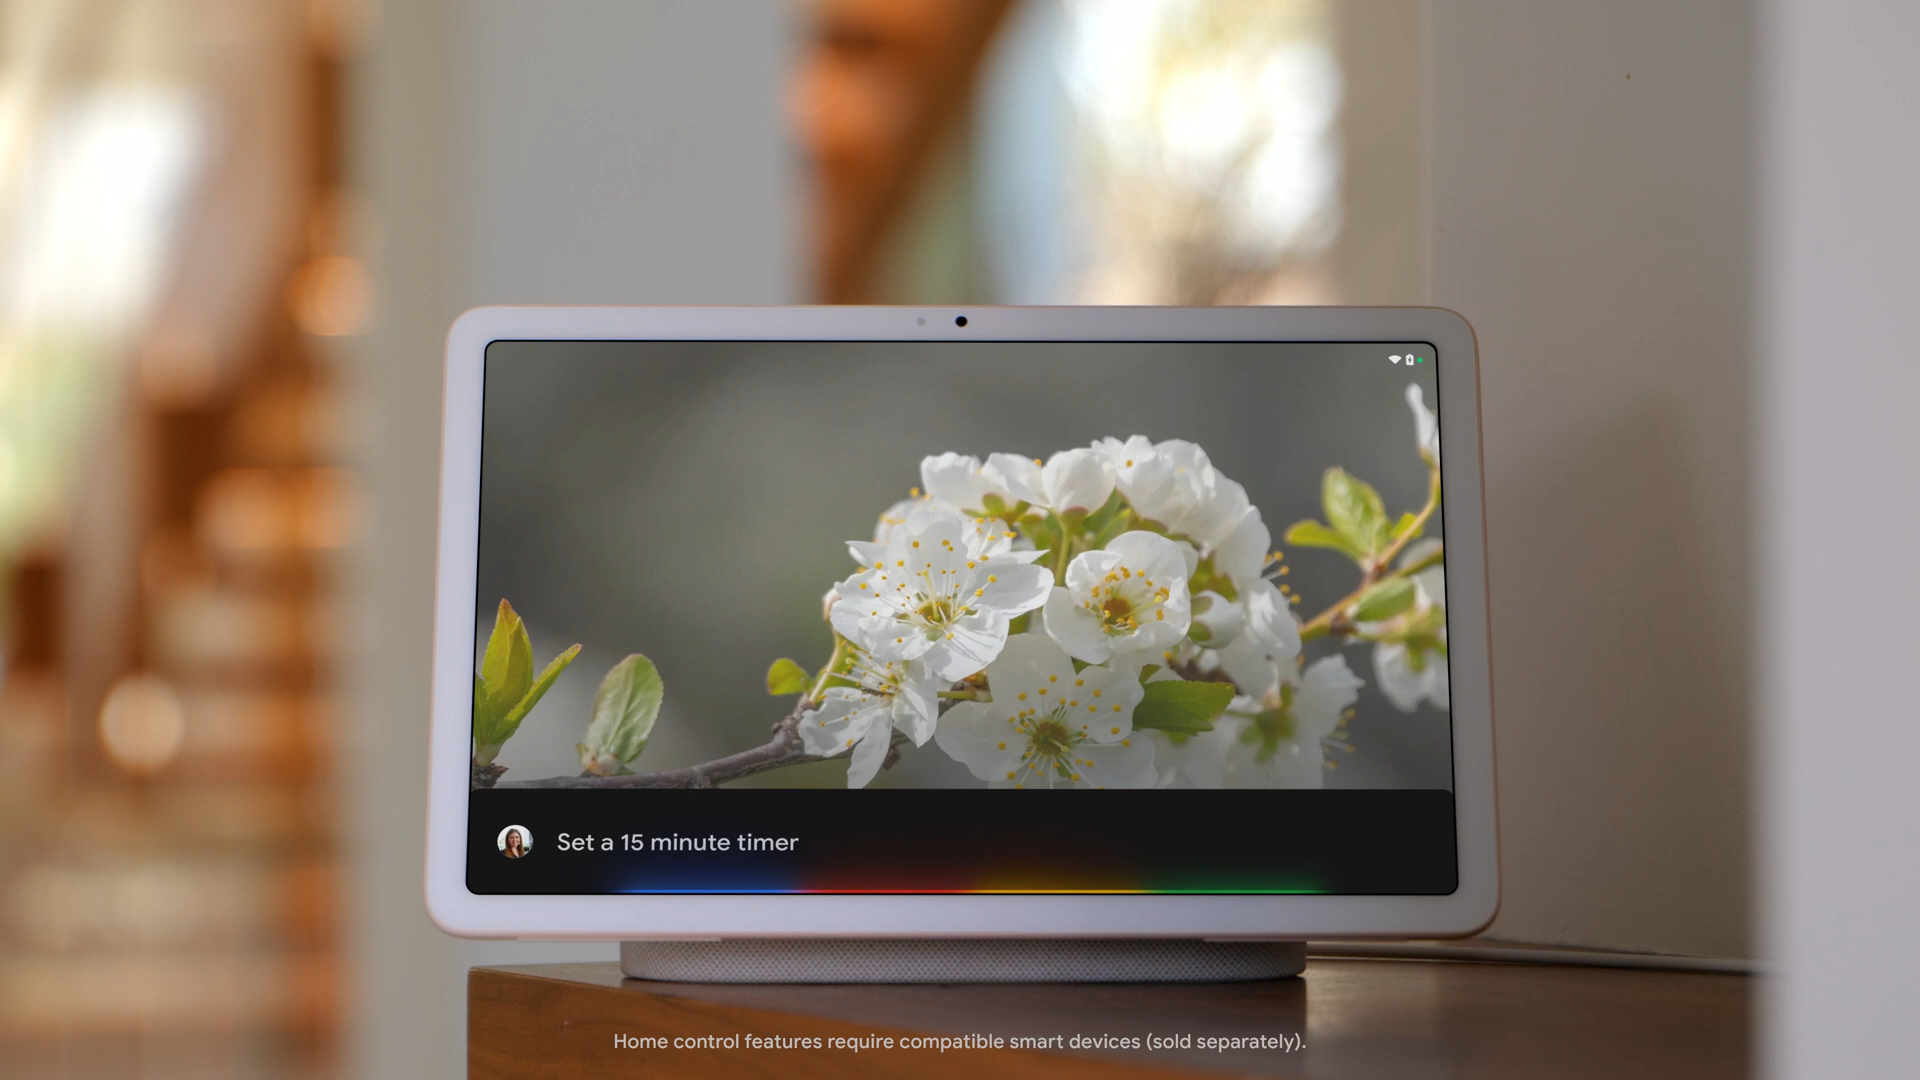 Set a 15 minute timer
Home control features require compatible smart devices (sold separately).